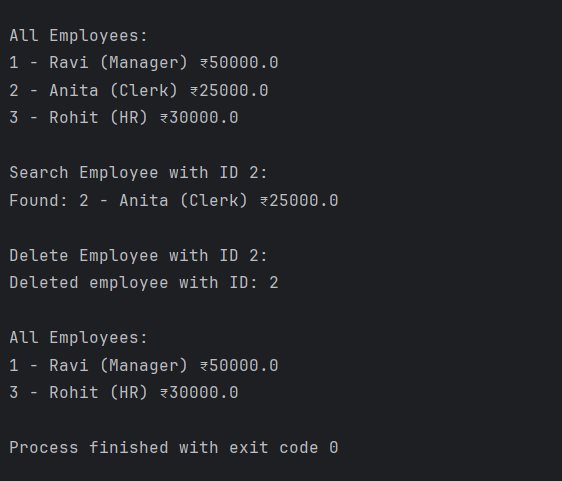 All Employees:
1 - Ravi (Manager) ₹50000.0
2 - Anita (Clerk) ₹25000.0
3 - Rohit (HR) ₹30000.0
Search Employee with ID 2:
Found: 2 - Anita (Clerk) ₹25000.0
Delete Employee with ID 2:
Deleted employee with ID: 2
All Employees:
1 - Ravi (Manager) ₹50000.0
3 - Rohit (HR) ₹30000.0
Process finished with exit code 0